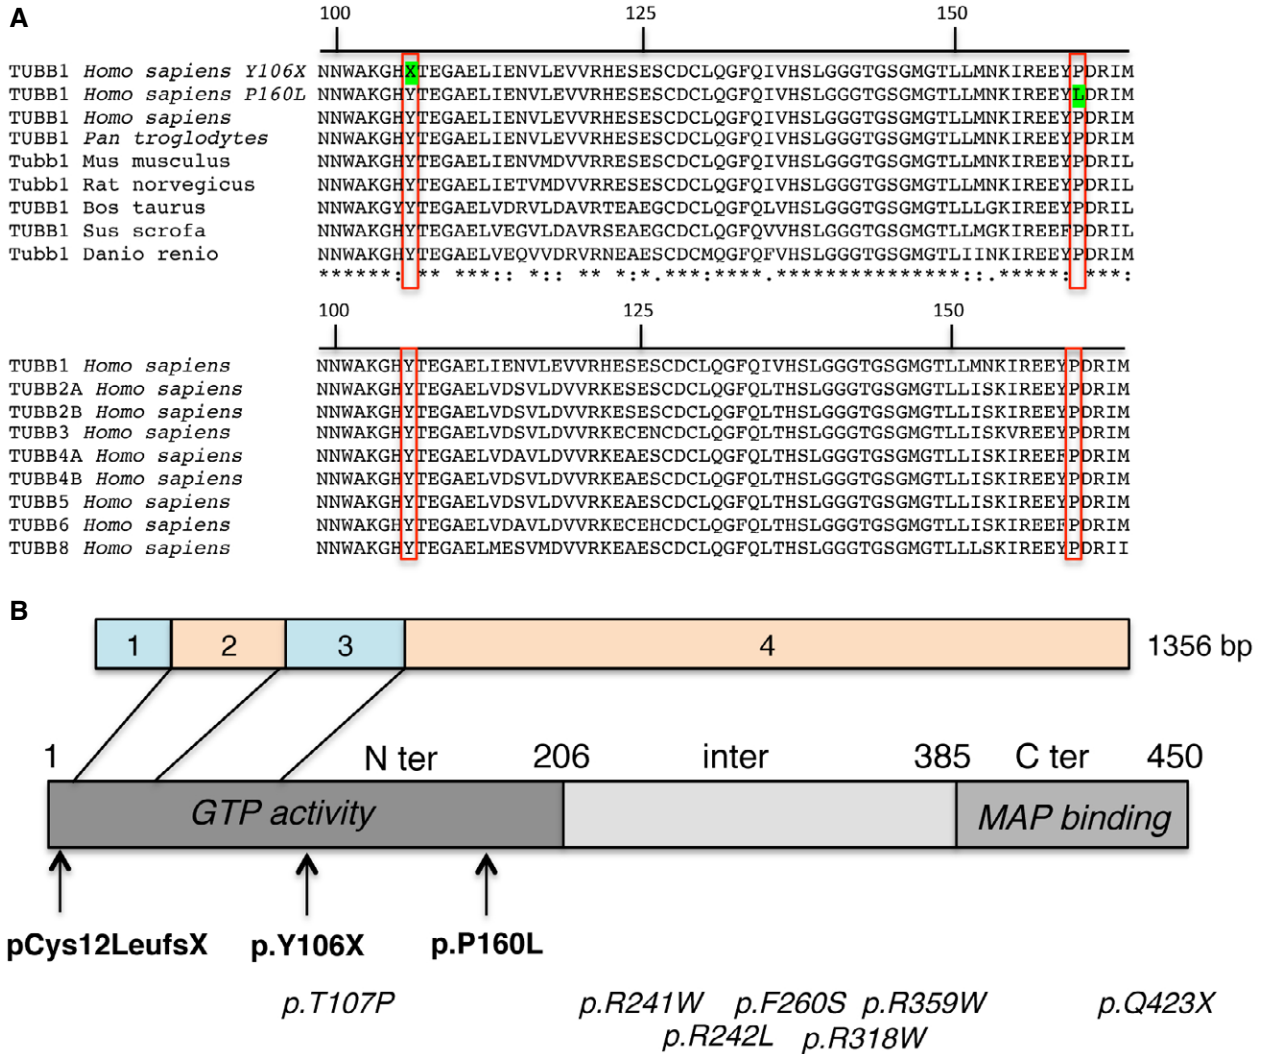 A
100 125 150
TUBB1 Homo sapiens Y106X NNWAKGHXTEGAELIENVLEVVRHESESCDCLQGFQIVHSLGGGTGSGMGTLLMNKIREEYPDRIM
TUBB1 Homo sapiens P160L NNWAKGHYTEGAELIENVLEVVRHESESCDCLQGFQIVHSLGGGTGSGMGTLLMNKIREEYLDRIM
TUBB1 Homo sapiens NNWAKGHYTEGAELIENVLEVVRHESESCDCLQGFQIVHSLGGGTGSGMGTLLMNKIREEYPDRIM
TUBB1 Pan troglodytes NNWAKGHYTEGAELIENVLEVVRHESESCDCLQGFQIVHSLGGGTGSGMGTLLMNKIREEYPDRIM
Tubb1 Mus musculus NNWAKGHYTEGAELIENVMDVVRRESESCDCLQGFQIVHSLGGGTGSGMGTLLMNKIREEYPDRIL
Tubb1 Rat norvegicus NNWAKGHYTEGAELIETVMDVVRRESESCDCLQGFQIVHSLGGGTGSGMGTLLMNKIREEYPDRIL
TUBB1 Bos taurus NNWAKGYYTEGAELVDRVLDAVRTEAEGCDCLQGFQLVHSLGGGTGSGMGTLLLGKIREEYPDRIL
TUBB1 Sus scrofa NNWAKGHYTEGAELVEGVLDAVRSEAEGCDCLQGFQVVHSLGGGTGSGMGTLLMGKIREEFPDRIL
Tubb1 Danio renio NNWAKGHYTEGAELVEQVVDRVRNEAESCDCMQGFQFVHSLGGGTGSGMGTLIINKIREEYPDRIM
******: ** ***:: *:: ** *:*.***:****.*******************::.*****: ***:
100 125 150
TUBB1 Homo sapiens NNWAKGHYTEGAELIENVLEVVRHESESCDCLQGFQIVHSLGGGTGSGMGTLLMNKIREEYPDRIM
TUBB2A Homo sapiens NNWAKGHYTEGAELVDSVLDVVRKESESCDCLQGFQLTHSLGGGTGSGMGTLLISKIREEYPDRIM
TUBB2B Homo sapiens NNWAKGHYTEGAELVDSVLDVVRKESESCDCLQGFQLTHSLGGGTGSGMGTLLISKIREEYPDRIM
TUBB3 Homo sapiens NNWAKGHYTEGAELVDSVLDVVRKECENCDCLQGFQLTHSLGGGTGSGMGTLLISKVREEYPDRIM
TUBB4A Homo sapiens NNWAKGHYTEGAELVDAVLDVVRKEAESCDCLQGFQLTHSLGGGTGSGMGTLLISKIREEFPDRIM
TUBB4B Homo sapiens NNWAKGHYTEGAELVDSVLDVVRKEAESCDCLQGFQLTHSLGGGTGSGMGTLLISKIREEYPDRIM
TUBB5 Homo sapiens NNWAKGHYTEGAELVDSVLDVVRKEAESCDCLQGFQLTHSLGGGTGSGMGTLLISKIREEYPDRIM
TUBB6 Homo sapiens NNWAKGHYTEGAELVDAVLDVVRKECEHCDCLQGFQLTHSLGGGTGSGMGTLLISKIREEFPDRIM
TUBB8 Homo sapiens NNWAKGHYTEGAELMESVMDVVRKEAESCDCLQGFQLTHSLGGGTGSGMGTLLLSKIREEYPDRII
B
1 2 3 4 1356 bp
1 N ter 206 inter 385 C ter 450
GTP activity MAP binding
pCys12LeufsX p.Y106X p.P160L
p.T107P p.R241W p.F260S p.R359W p.Q423X
p.R242L p.R318W